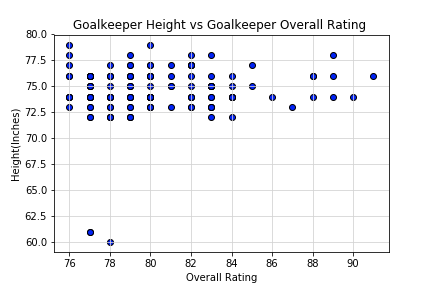 Goalkeeper Height vs Goalkeeper Overall Rating
80.0
77.5
75.0
72.5
70.0
67.5
65.0
62.5
60.0
Height(Inches)
76 78 80 82 84 86 88 90
Overall Rating